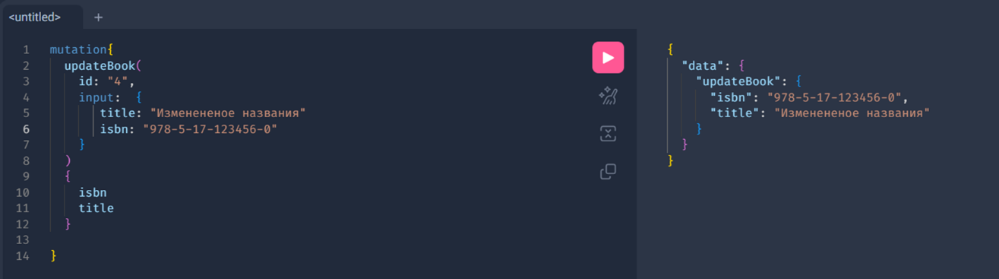 <untitled> +
1 mutation{
2 updateBook(
3 id: "4",
4 input: {
5 title: "Изменененое названия"
6 isbn: "978-5-17-123456-0"
7 }
8 )
9 {
10 isbn
11 title
12 }
13
14 }
{
"data": {
"updateBook": {
"isbn": "978-5-17-123456-0",
"title": "Изменененое названия"
}
}
}